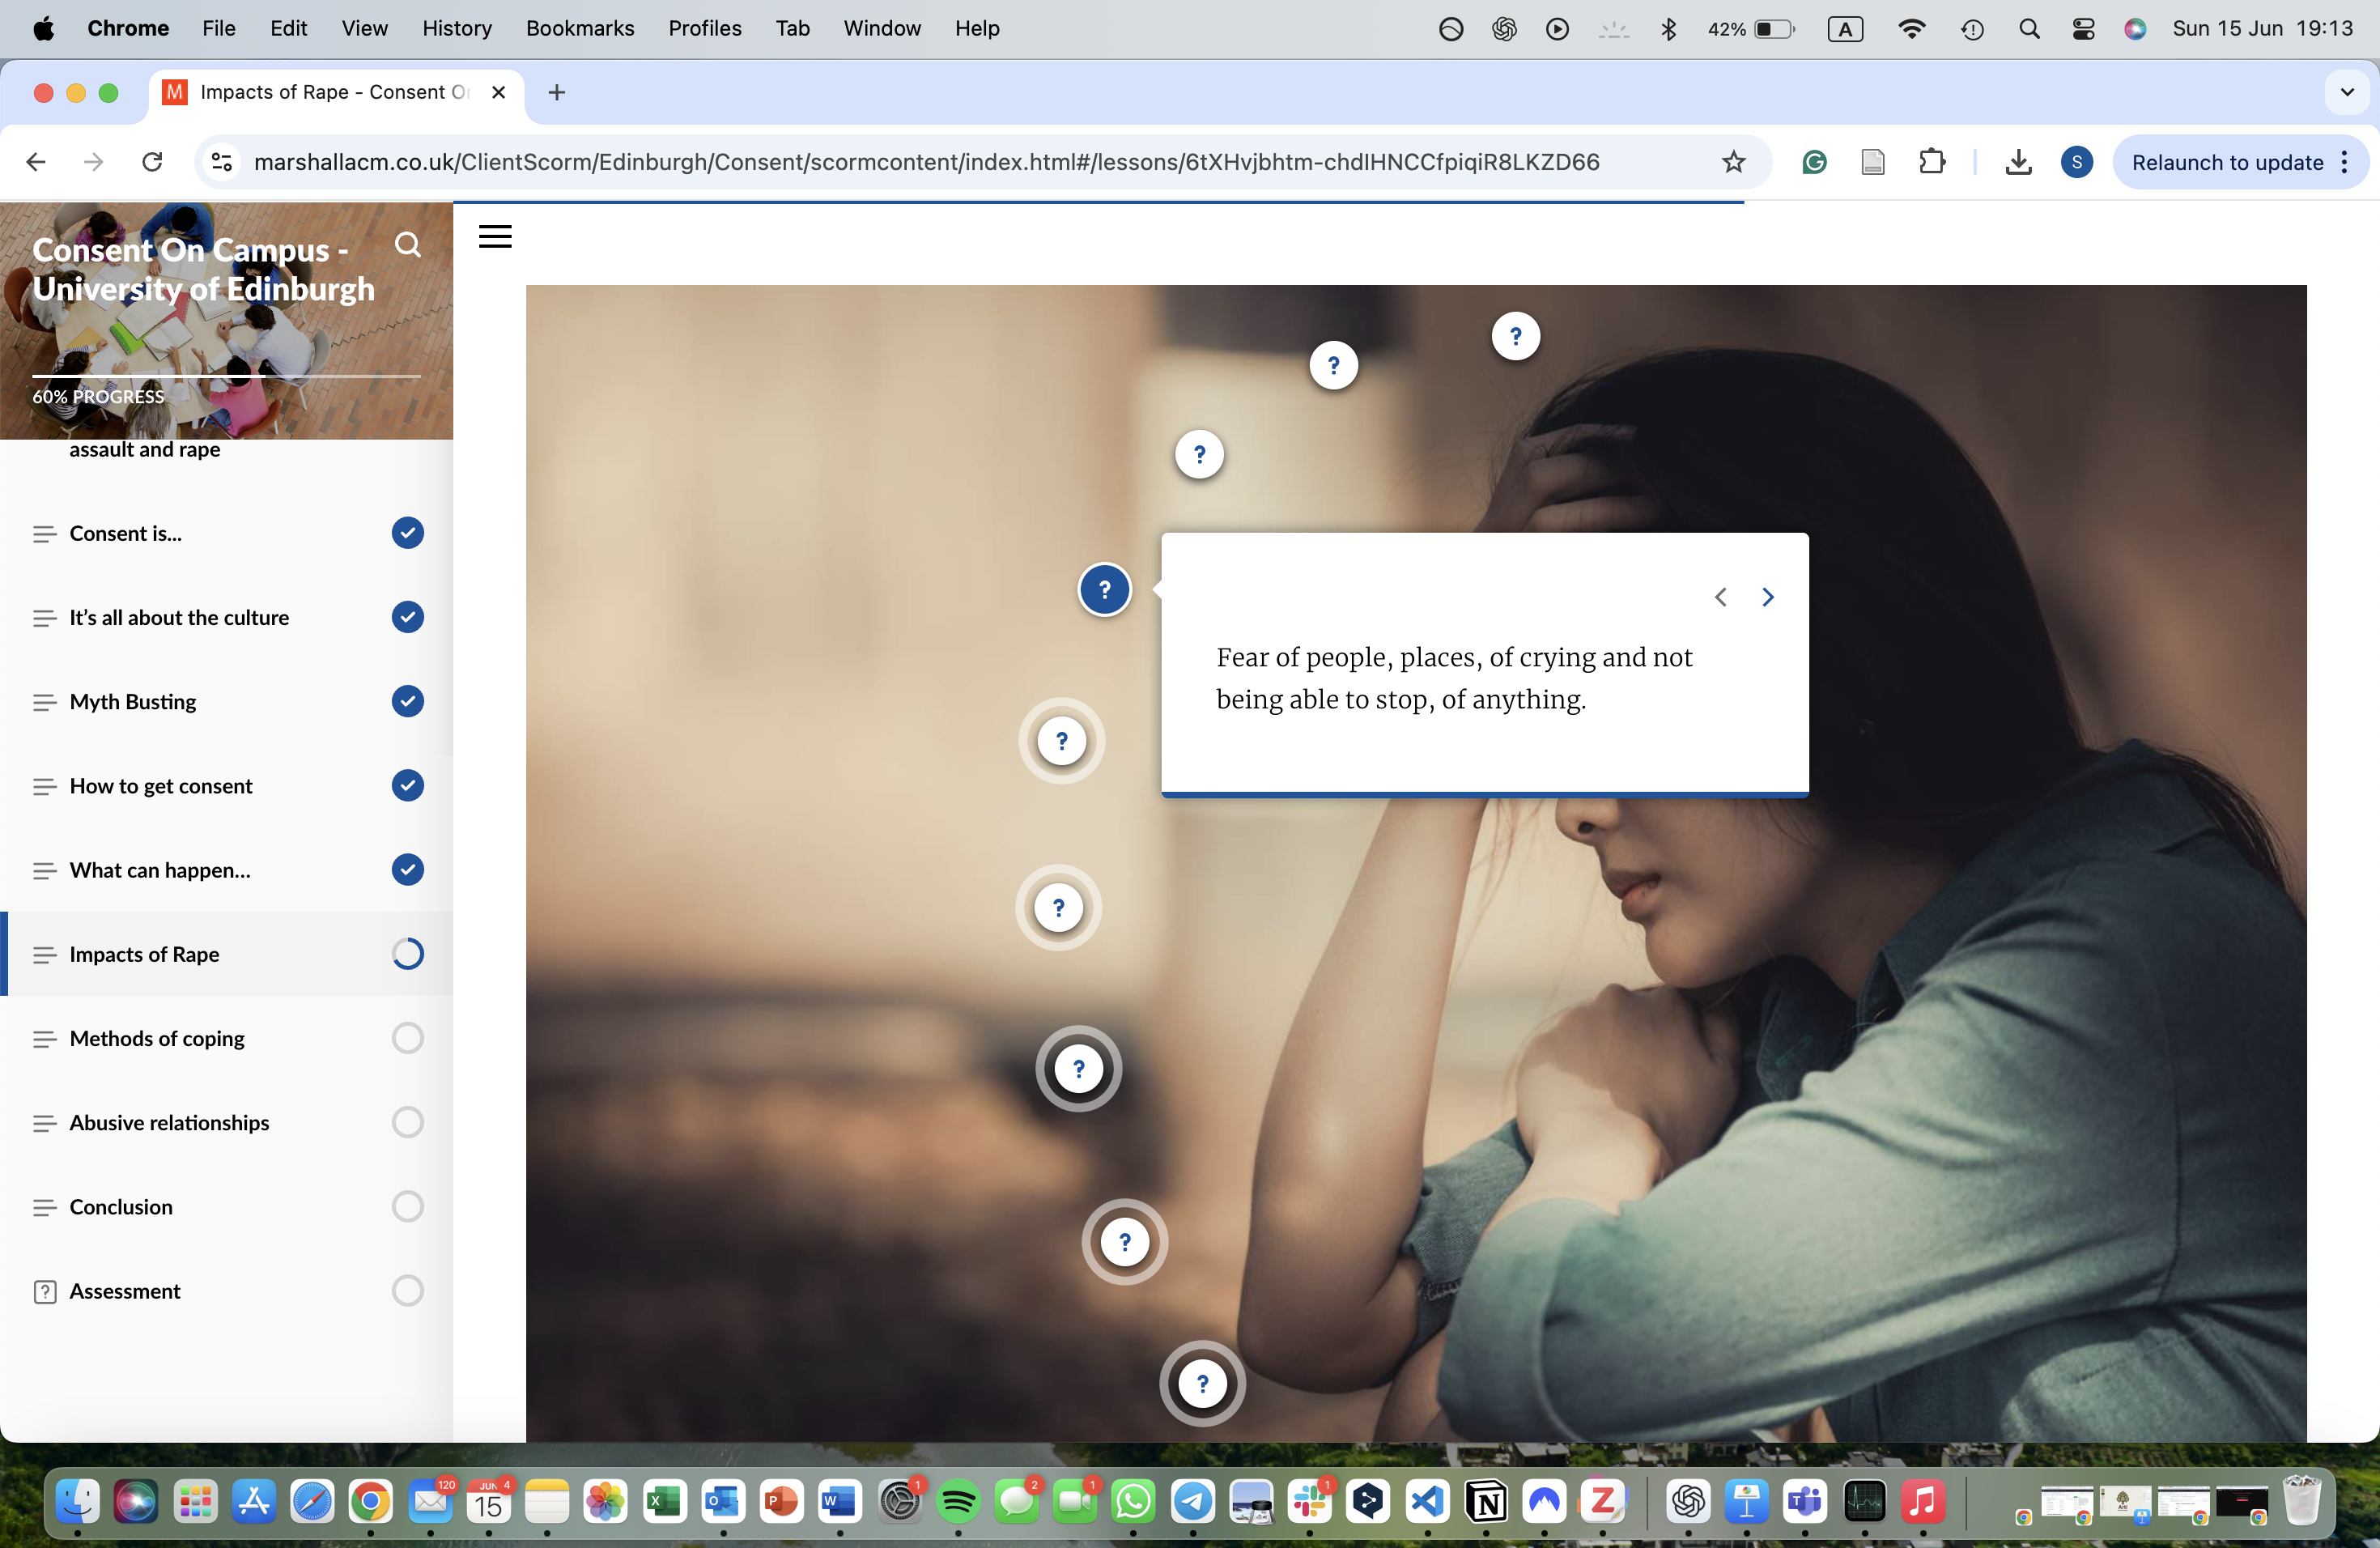 Chrome File Edit View History Bookmarks Profiles Tab Window Help 42% A Sun 15 Jun 19:13
M Impacts of Rape - Consent O
marshallacm.co.uk/ClientScorm/Edinburgh/Consent/scormcontent/index.html#/lessons/6tXHvjbhtm-chdIHNCCfpiqiR8LKZD66 S Relaunch to update
Consent On Campus -
University of Edinburgh
60% PROGRESS
assault and rape
Consent is...
It's all about the culture
Myth Busting
How to get consent
What can happen...
Impacts of Rape
Methods of coping
Abusive relationships
Conclusion
? Assessment
?
?
?
?
Fear of people, places, of crying and not
being able to stop, of anything.
?
?
?
?
?
120 JUN 4 1 2 1 1
15 X O P W N Z T